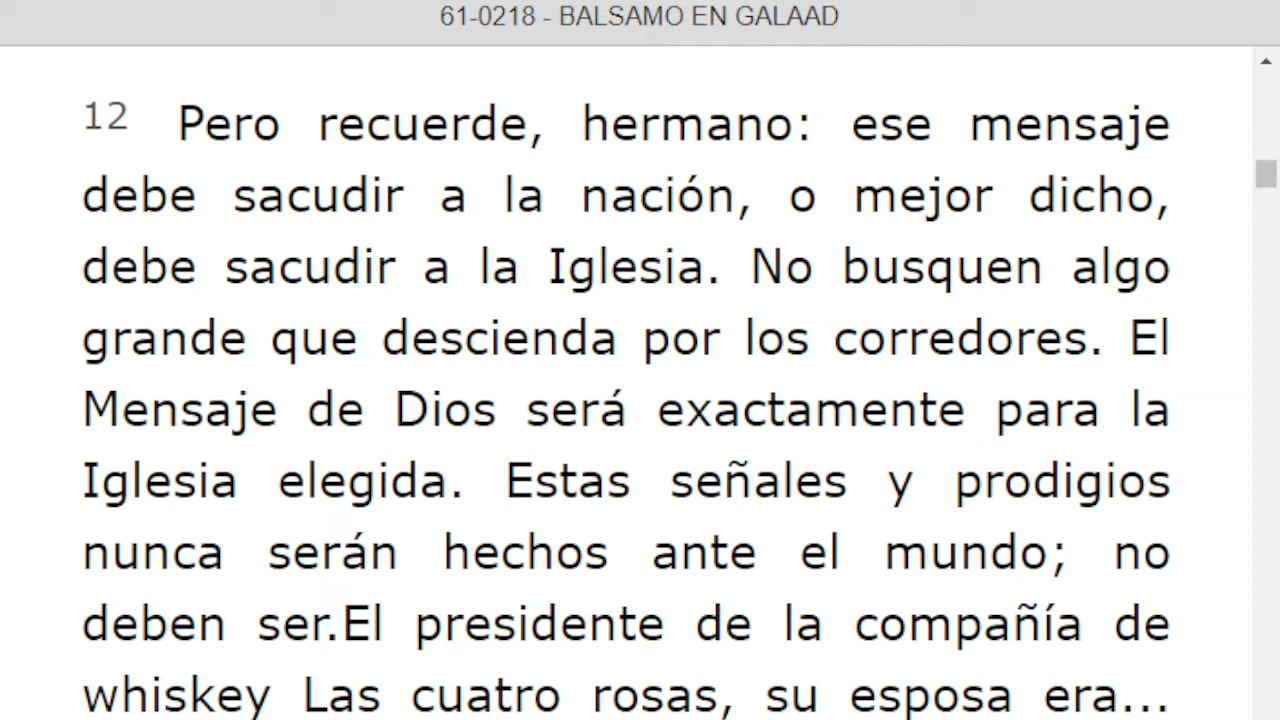 61-0218 - BALSAMO EN GALAAD
12 Pero recuerde, hermano: ese mensaje
debe sacudir a la nación, o mejor dicho,
debe sacudir a la Iglesia. No busquen algo
grande que descienda por los corredores. El
Mensaje de Dios será exactamente para la
Iglesia elegida. Estas señales y prodigios
nunca serán hechos ante el mundo; no
deben ser.El presidente de la compañía de
whiskey Las cuatro rosas, su esposa era...